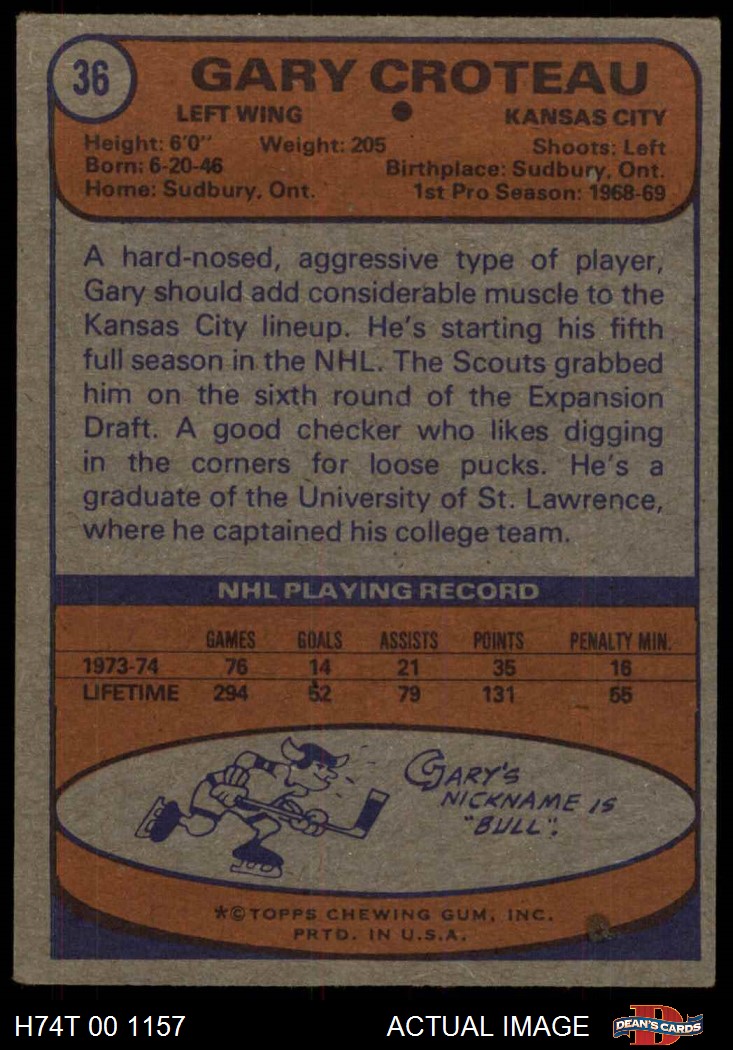 36
GARY CROTEAU
LEFT WING • KANSAS CITY
Height: 6'0" Weight: 205 Shoots: Left
Born: 6-20-46 Birthplace: Sudbury, Ont.
Home: Sudbury, Ont. 1st Pro Season: 1968-69
A hard-nosed, aggressive type of player,
Gary should add considerable muscle to the
Kansas City lineup. He's starting his fifth
full season in the NHL. The Scouts grabbed
him on the sixth round of the Expansion
Draft. A good checker who likes digging
in the corners for loose pucks. He's a
graduate of the University of St. Lawrence,
where he captained his college team.
NHL PLAYING RECORD
GAMES GOALS ASSISTS POINTS PENALTY MIN.
1973-74 76 14 21 35 16
LIFETIME 294 52 79 131 55
GARY'S
NICKNAME IS
"BULL".
*©TOPPS CHEWING GUM, INC.
PRTD. IN U.S.A.
H74T 00 1157 ACTUAL IMAGE D DEAN'S CARDS